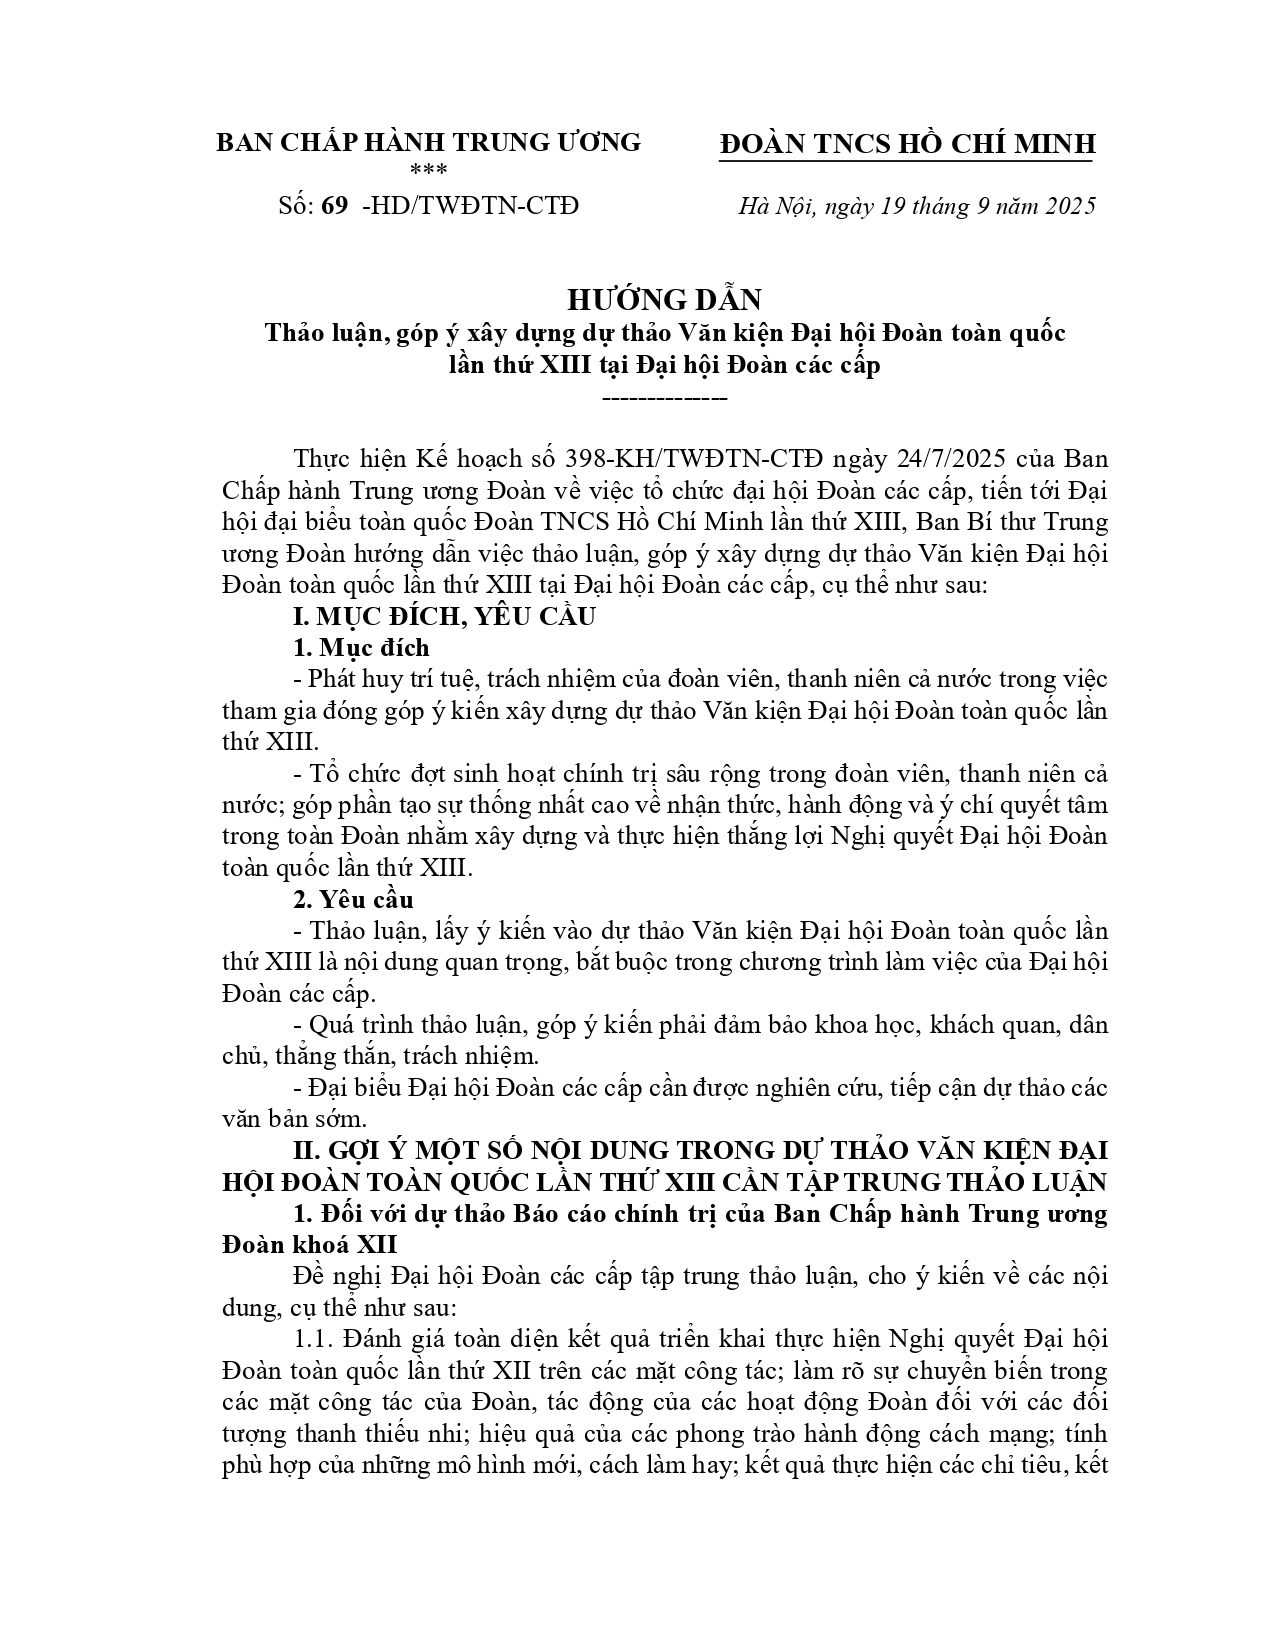 BAN CHẤP HÀNH TRUNG ƯƠNG
***
Số: 69 -HD/TWĐTN-CTĐ
ĐOÀN TNCS HỒ CHÍ MINH
Hà Nội, ngày 19 tháng 9 năm 2025
HƯỚNG DẪN
Thảo luận, góp ý xây dựng dự thảo Văn kiện Đại hội Đoàn toàn quốc
lần thứ XIII tại Đại hội Đoàn các cấp
--------------
Thực hiện Kế hoạch số 398-KH/TWĐTN-CTĐ ngày 24/7/2025 của Ban
Chấp hành Trung ương Đoàn về việc tổ chức đại hội Đoàn các cấp, tiến tới Đại
hội đại biểu toàn quốc Đoàn TNCS Hồ Chí Minh lần thứ XIII, Ban Bí thư Trung
ương Đoàn hướng dẫn việc thảo luận, góp ý xây dựng dự thảo Văn kiện Đại hội
Đoàn toàn quốc lần thứ XIII tại Đại hội Đoàn các cấp, cụ thể như sau:
I. MỤC ĐÍCH, YÊU CẦU
1. Mục đích
- Phát huy trí tuệ, trách nhiệm của đoàn viên, thanh niên cả nước trong việc
tham gia đóng góp ý kiến xây dựng dự thảo Văn kiện Đại hội Đoàn toàn quốc lần
thứ XIII.
- Tổ chức đợt sinh hoạt chính trị sâu rộng trong đoàn viên, thanh niên cả
nước; góp phần tạo sự thống nhất cao về nhận thức, hành động và ý chí quyết tâm
trong toàn Đoàn nhằm xây dựng và thực hiện thắng lợi Nghị quyết Đại hội Đoàn
toàn quốc lần thứ XIII.
2. Yêu cầu
- Thảo luận, lấy ý kiến vào dự thảo Văn kiện Đại hội Đoàn toàn quốc lần
thứ XIII là nội dung quan trọng, bắt buộc trong chương trình làm việc của Đại hội
Đoàn các cấp.
- Quá trình thảo luận, góp ý kiến phải đảm bảo khoa học, khách quan, dân
chủ, thẳng thắn, trách nhiệm.
- Đại biểu Đại hội Đoàn các cấp cần được nghiên cứu, tiếp cận dự thảo các
văn bản sớm.
II. GỢI Ý MỘT SỐ NỘI DUNG TRONG DỰ THẢO VĂN KIỆN ĐẠI
HỘI ĐOÀN TOÀN QUỐC LẦN THỨ XIII CẦN TẬP TRUNG THẢO LUẬN
1. Đối với dự thảo Báo cáo chính trị của Ban Chấp hành Trung ương
Đoàn khoá XII
Đề nghị Đại hội Đoàn các cấp tập trung thảo luận, cho ý kiến về các nội
dung, cụ thể như sau:
1.1. Đánh giá toàn diện kết quả triển khai thực hiện Nghị quyết Đại hội
Đoàn toàn quốc lần thứ XII trên các mặt công tác; làm rõ sự chuyển biến trong
các mặt công tác của Đoàn, tác động của các hoạt động Đoàn đối với các đối
tượng thanh thiếu nhi; hiệu quả của các phong trào hành động cách mạng; tính
phù hợp của những mô hình mới, cách làm hay; kết quả thực hiện các chỉ tiêu, kết